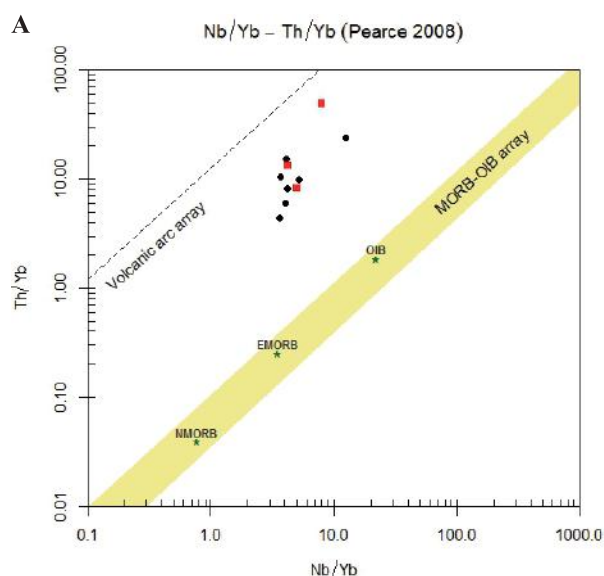 A
Nb/Yb – Th/Yb (Pearce 2008)
100.00
10.00
1.00
0.10
0.01
Th/Yb
Volcanic arc array
MORB-OIB array
OIB
EMORB
NMORB
0.1
1.0
10.0
100.0
1000.0
Nb/Yb